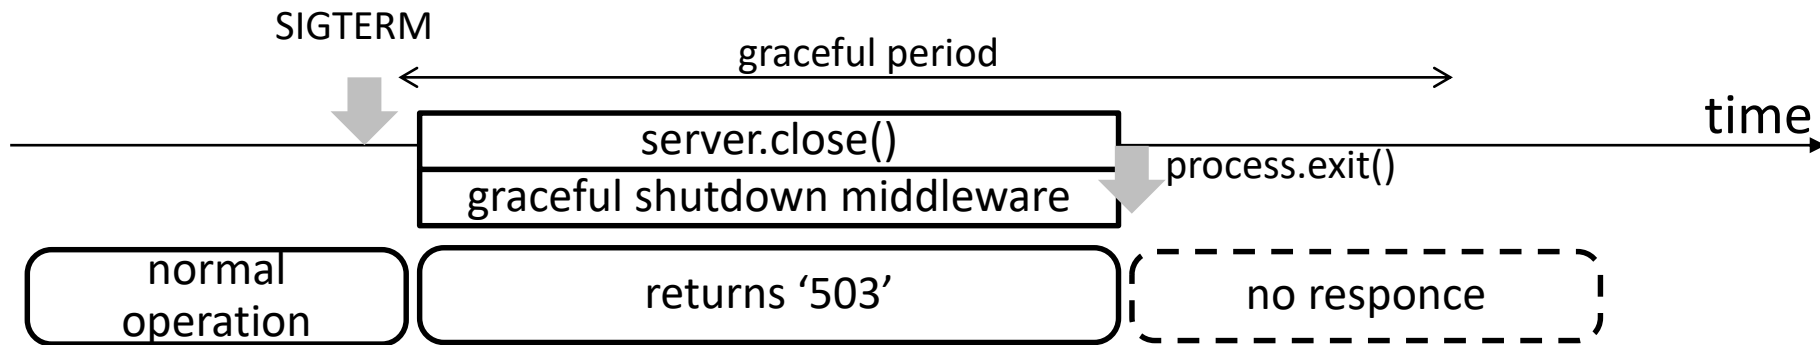 SIGTERM
graceful period
time
server.close()
process.exit()
graceful shutdown middleware
normal
operation
returns ‘503’
no responce